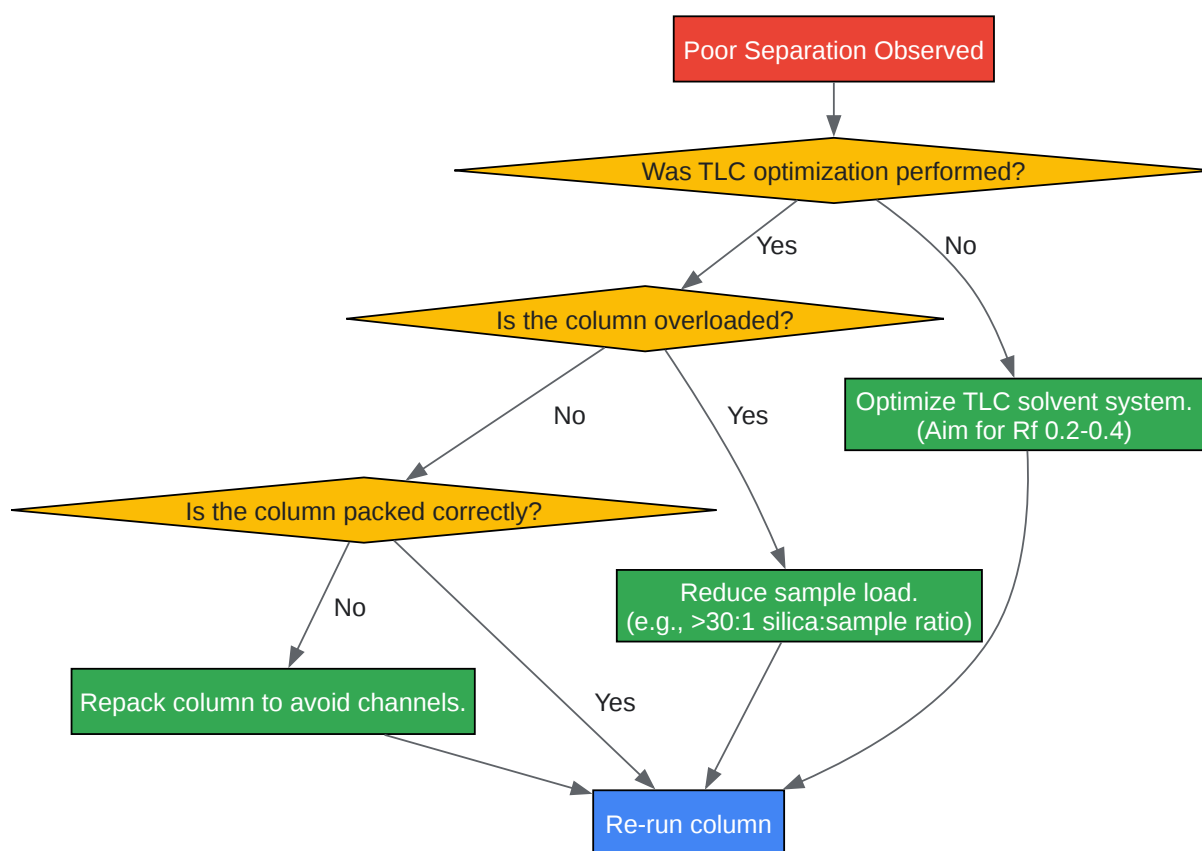 Poor Separation Observed
Was TLC optimization performed?
Yes
No
Is the column overloaded?
Optimize TLC solvent system.
(Aim for Rf 0.2-0.4)
No
Yes
Is the column packed correctly?
Reduce sample load.
(e.g., >30:1 silica:sample ratio)
No
Repack column to avoid channels.
Yes
Re-run column